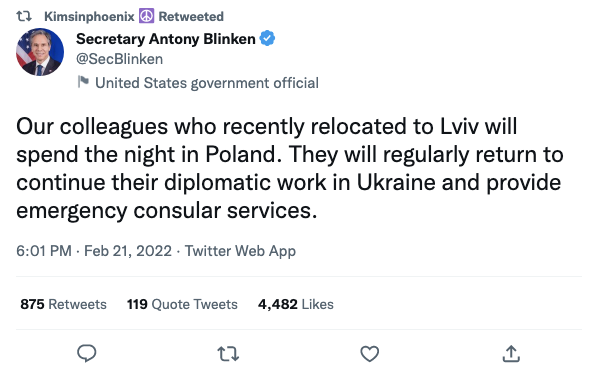 Kimsinphoenix ☮ Retweeted
Secretary Antony Blinken
@SecBlinken
United States government official
Our colleagues who recently relocated to Lviv will
spend the night in Poland. They will regularly return to
continue their diplomatic work in Ukraine and provide
emergency consular services.
6:01 PM · Feb 21, 2022 · Twitter Web App
875 Retweets 119 Quote Tweets 4,482 Likes